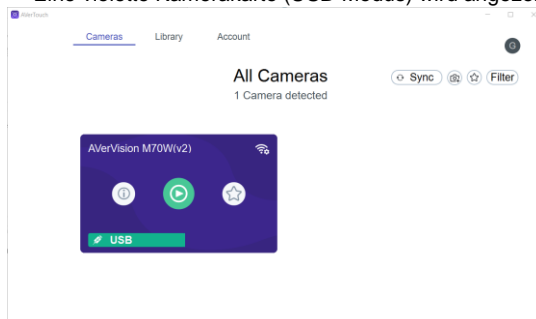 Eine violette Kamerakarte (USB-Modus) wird
AVerTouch
Cameras Library Account
G
All Cameras
Sync Filter
1 Camera detected
AVerVision M70W(v2)
USB